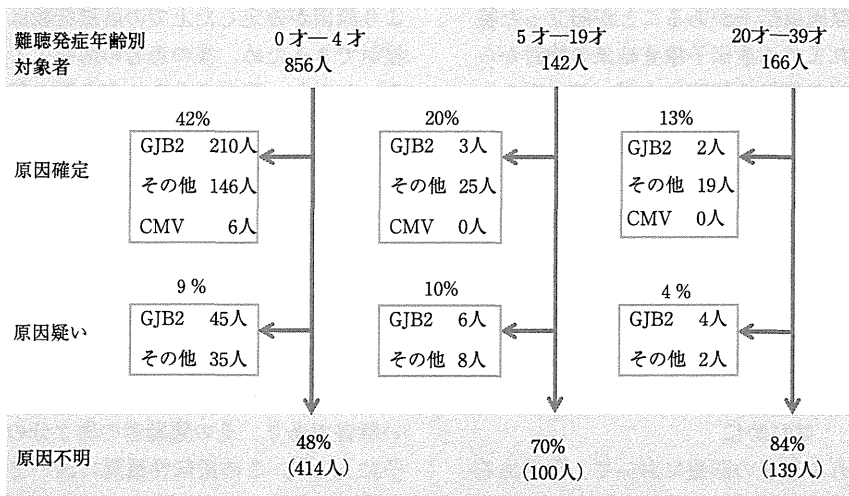 難聴発症年齢別 0才―4才 5才―19才 20才―39才
対象者 856人 142人 166人
42% 20% 13%
原因確定
GJB2 210人
その他 146人
CMV 6人
GJB2 3人
その他 25人
CMV 0人
GJB2 2人
その他 19人
CMV 0人
9% 10% 4%
原因疑い
GJB2 45人
その他 35人
GJB2 6人
その他 8人
GJB2 4人
その他 2人
原因不明
48% 70% 84%
(414人) (100人) (139人)